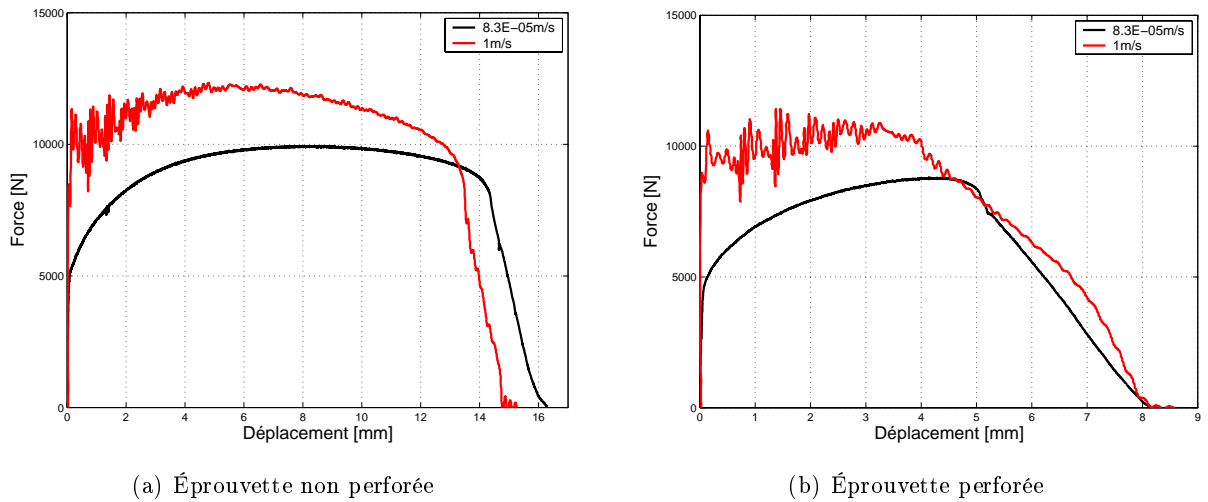 15000
10000
5000
0
Force [N]
8.3E−05m/s
1m/s
0 2 4 6 8 10 12 14 16
Déplacement [mm]
(a) Éprouvette non perforée
15000
10000
5000
0
Force [N]
8.3E−05m/s
1m/s
0 1 2 3 4 5 6 7 8 9
Déplacement [mm]
(b) Éprouvette perforée